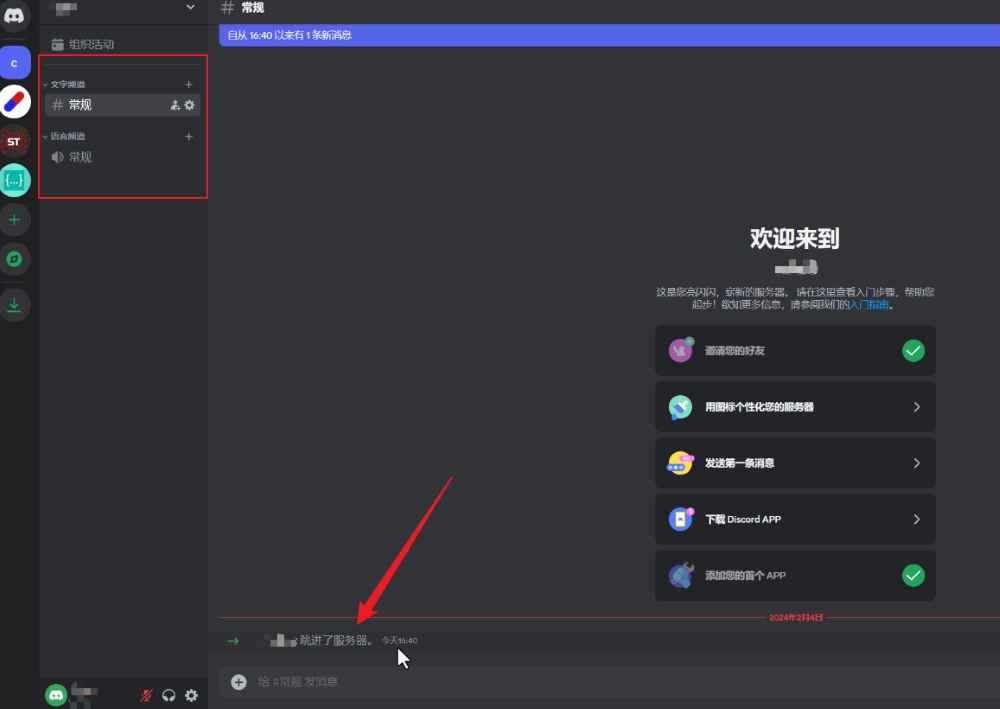 # 常规
自从 16:40 以来有 1 条新消息
组织活动
文字频道
# 常规
语音频道
常规
C
ST
{...}
欢迎来到
这是您亮闪闪，崭新的服务器。请在这里查看入门步骤，帮助您
起步！欲知更多信息，请参阅我们的入门指南。
邀请您的好友
用图标个性化您的服务器
发送第一条消息
下载 Discord APP
添加您的首个 APP
2024年2月4日
跳进了服务器。 今天16:40
给 #常规 发消息